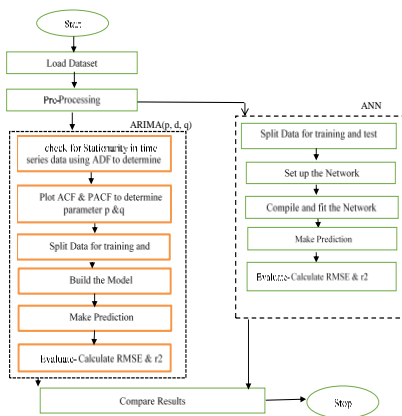 Start
Load Dataset
Pre-Processing
ARIMA(p, d, q)
check for Stationarity in time
series data using ADF to determine
Plot ACF & PACF to determine
parameter p &q
Split Data for training and
Build the Model
Make Prediction
Evaluate- Calculate RMSE & r2
ANN
Split Data for training and test
Set up the Network
Compile and fit the Network
Make Prediction
Evaluate- Calculate RMSE & r2
Compare Results
Stop